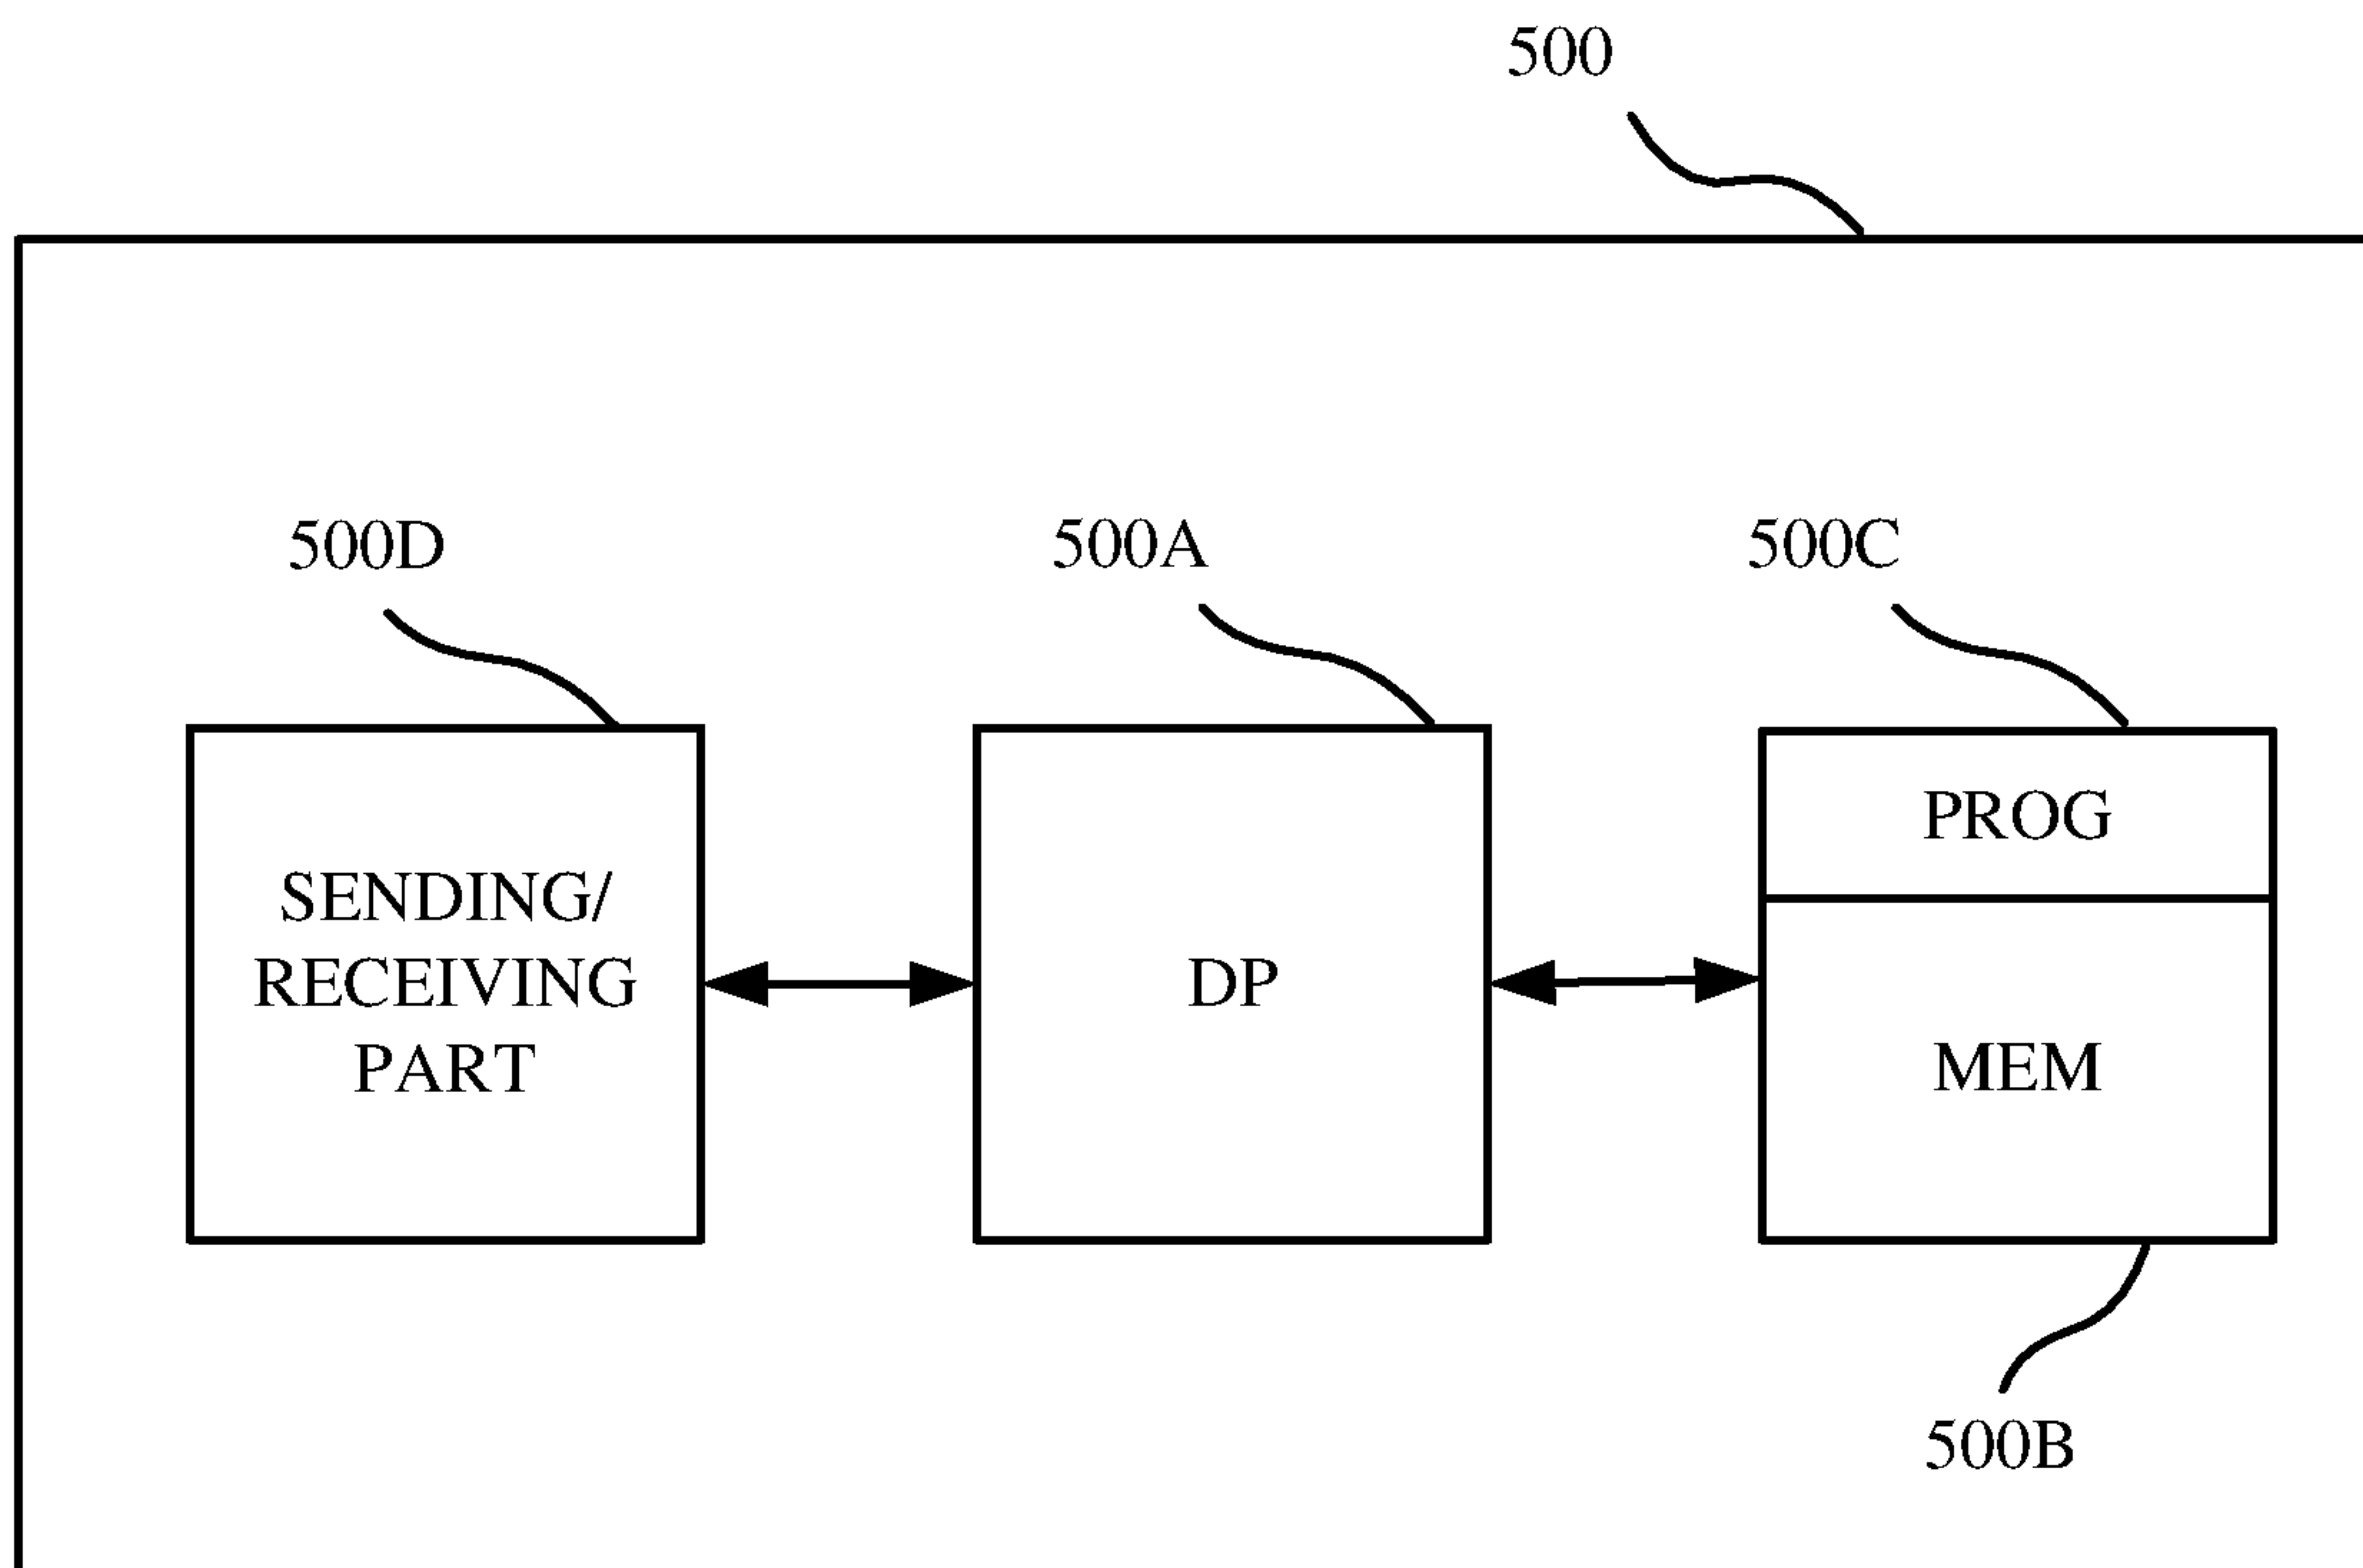 500
500D
500A
500C
SENDING/
RECEIVING
PART
DP
PROG
MEM
500B